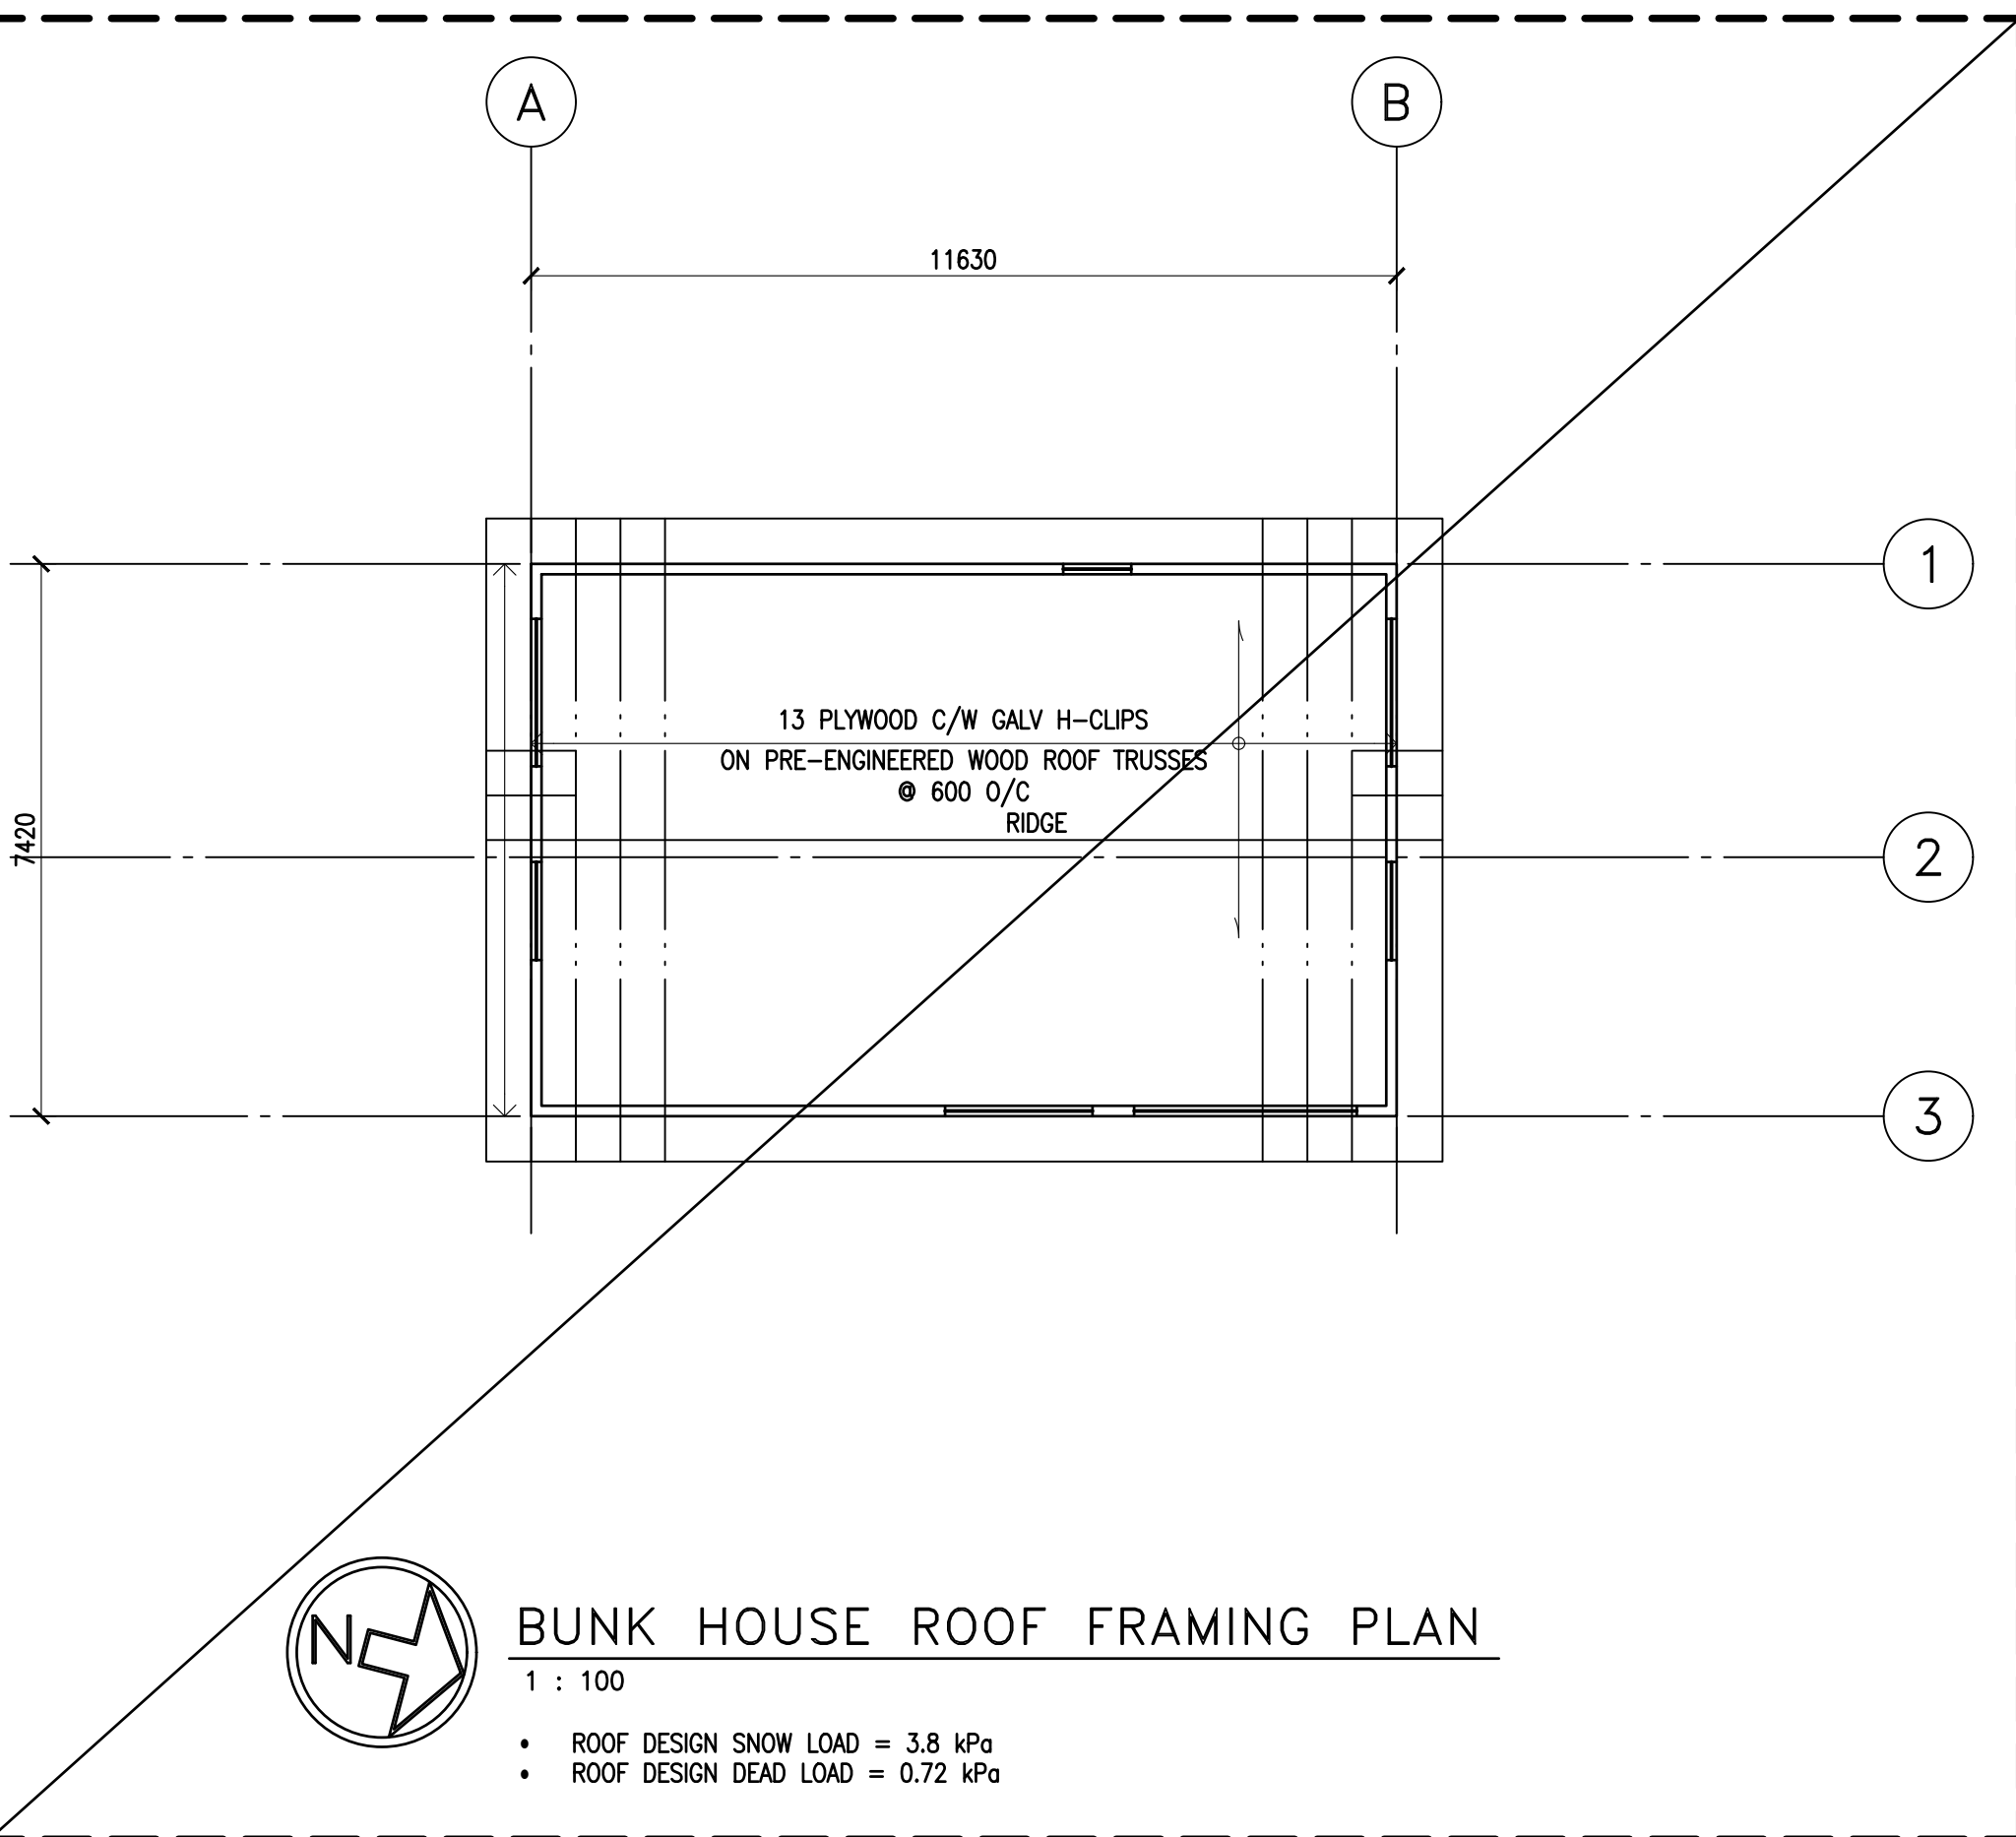 A
B
11630
1
13 PLYWOOD C/W GALV H-CLIPS
ON PRE-ENGINEERED WOOD ROOF TRUSSES
@ 600 O/C
RIDGE
7420
2
3
N
BUNK HOUSE ROOF FRAMING PLAN
1 : 100
• ROOF DESIGN SNOW LOAD = 3.8 kPa
• ROOF DESIGN DEAD LOAD = 0.72 kPa